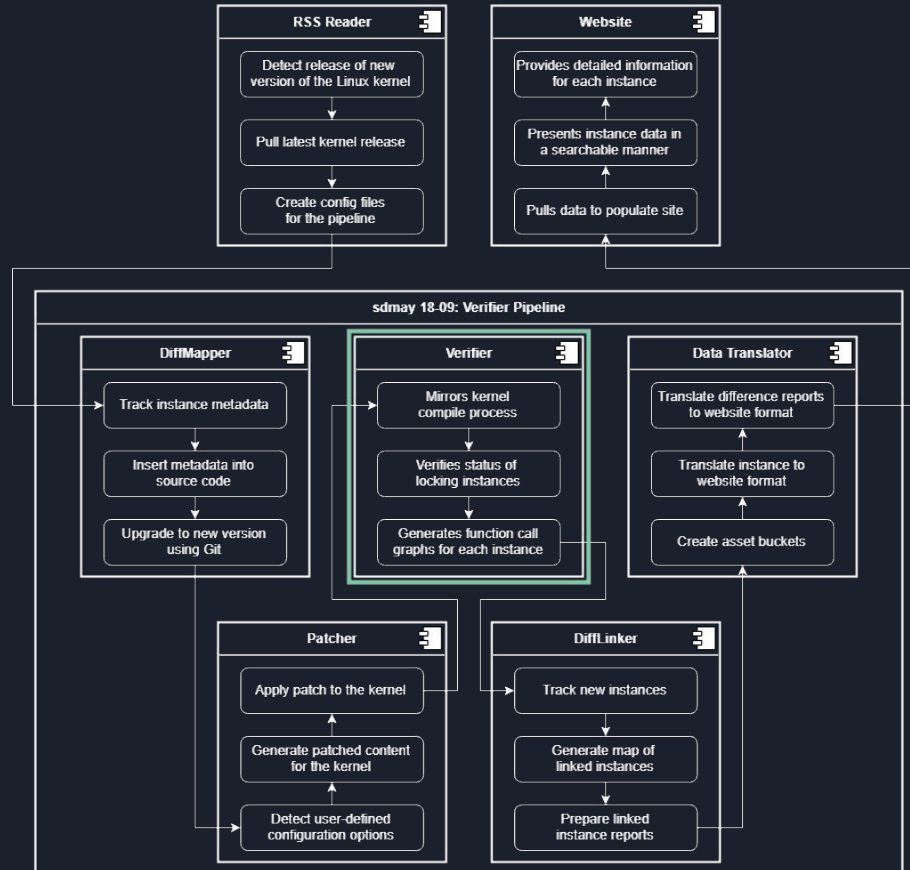 RSS Reader
Detect release of new
version of the Linux kernel
Pull latest kernel release
Create config files
for the pipeline
Website
Provides detailed information
for each instance
Presents instance data in
a searchable manner
Pulls data to populate site
sdmay 18-09: Verifier Pipeline
DiffMapper
Track instance metadata
Insert metadata into
source code
Upgrade to new version
using Git
Verifier
Mirrors kernel
compile process
Verifies status of
locking instances
Generates function call
graphs for each instance
Data Translator
Translate difference reports
to website format
Translate instance to
website format
Create asset buckets
Patcher
Apply patch to the kernel
Generate patched content
for the kernel
Detect user-defined
configuration options
DiffLinker
Track new instances
Generate map of
linked instances
Prepare linked
instance reports